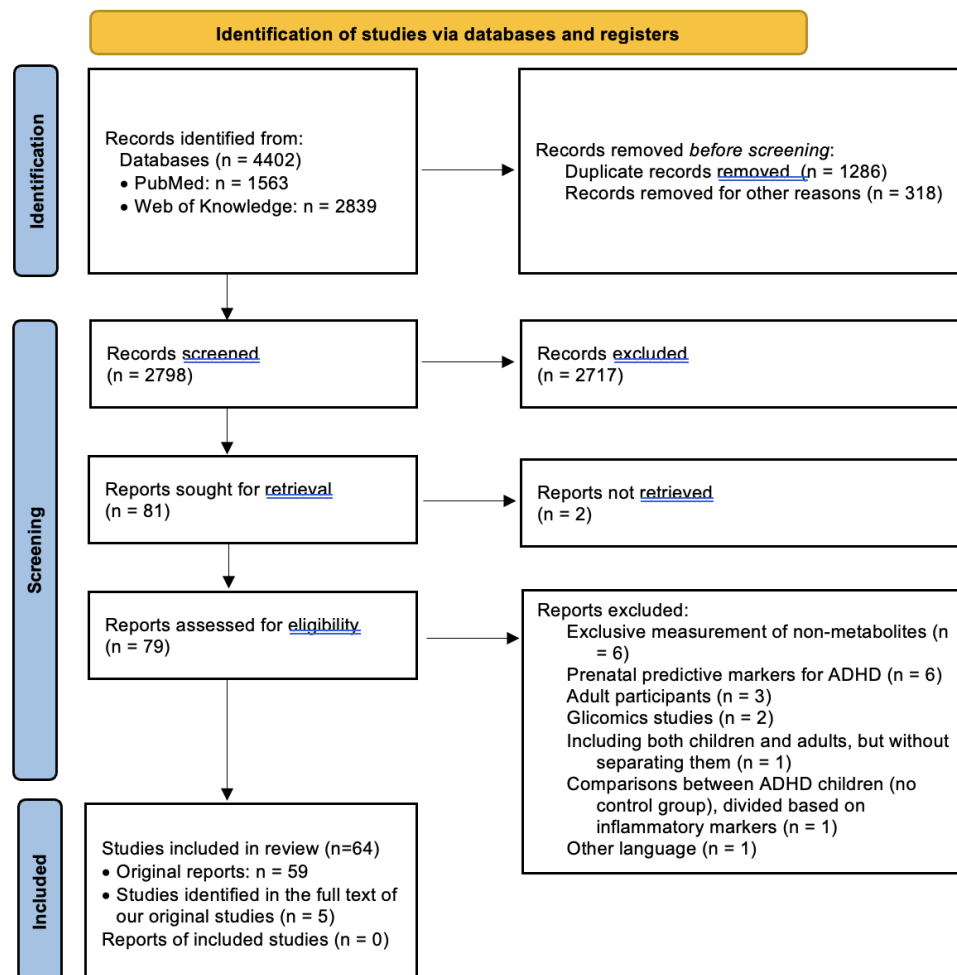 Identification of studies via databases and registers
Identification
Records identified from:
Databases (n = 4402)
• PubMed: n = 1563
• Web of Knowledge: n = 2839
Records removed before screening:
Duplicate records removed (n = 1286)
Records removed for other reasons (n = 318)
Screening
Records screened
(n = 2798)
Records excluded
(n = 2717)
Reports sought for retrieval
(n = 81)
Reports not retrieved
(n = 2)
Reports assessed for eligibility
(n = 79)
Reports excluded:
Exclusive measurement of non-metabolites (n
= 6)
Prenatal predictive markers for ADHD (n = 6)
Adult participants (n = 3)
Glicomics studies (n = 2)
Including both children and adults, but without
separating them (n = 1)
Comparisons between ADHD children (no
control group), divided based on
inflammatory markers (n = 1)
Other language (n = 1)
Included
Studies included in review (n=64)
• Original reports: n = 59
• Studies identified in the full text of
our original studies (n = 5)
Reports of included studies (n = 0)